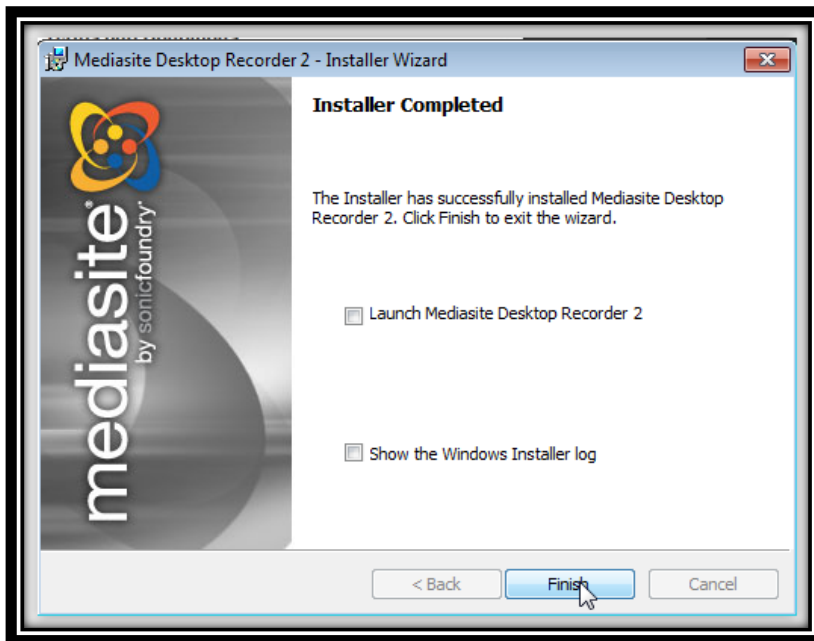 Mediasite Desktop Recorder 2 - Installer Wizard
Installer Completed
The Installer has successfully installed Mediasite Desktop
Recorder 2. Click Finish to exit the wizard.
Launch Mediasite Desktop Recorder 2
Show the Windows Installer log
mediasite
by sonicfoundry
< Back
Finish
Cancel